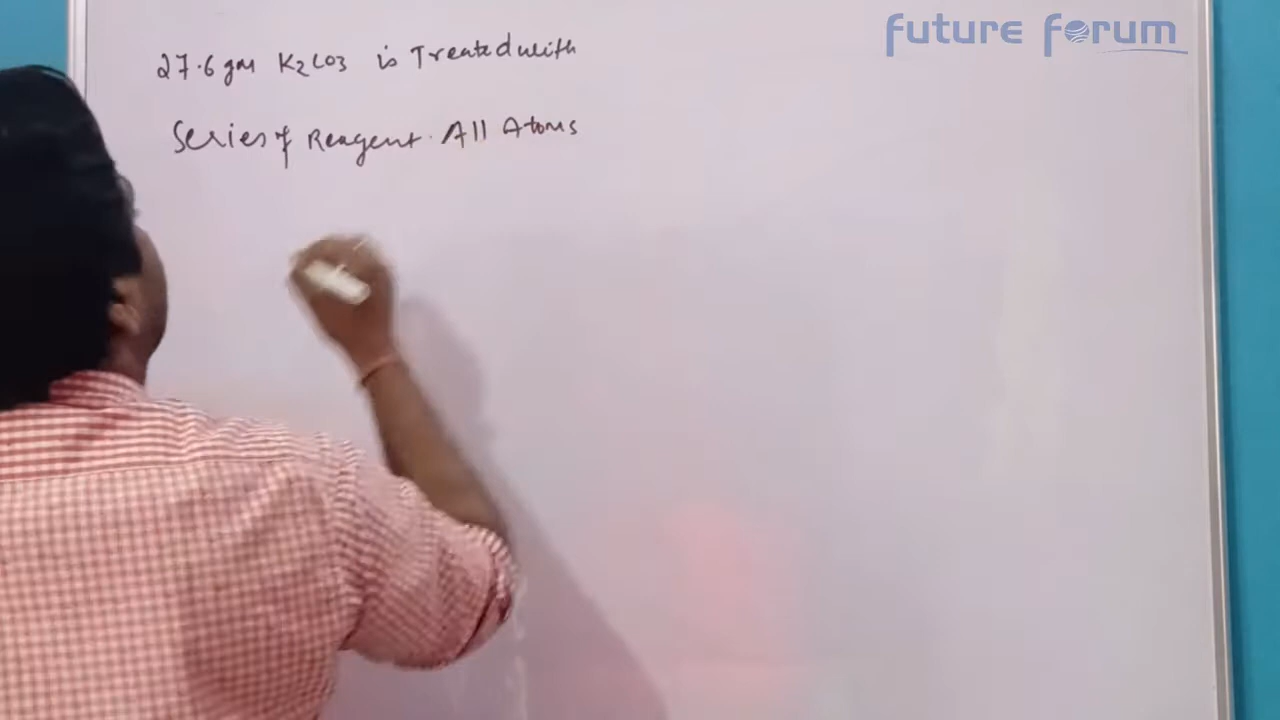 future forum
27.6 gm K2CO3 is Treated with
Series of Reagent. All Atoms